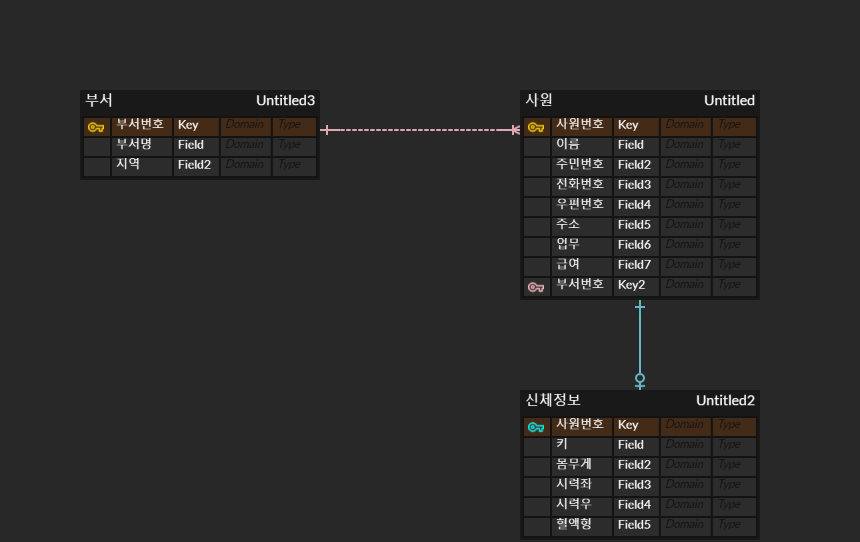 부서 Untitled3
부서번호 Key Domain Type
부서명 Field Domain Type
지역 Field2 Domain Type
사원 Untitled
사원번호 Key Domain Type
이름 Field Domain Type
주민번호 Field2 Domain Type
전화번호 Field3 Domain Type
우편번호 Field4 Domain Type
주소 Field5 Domain Type
업무 Field6 Domain Type
급여 Field7 Domain Type
부서번호 Key2 Domain Type
신체정보 Untitled2
사원번호 Key Domain Type
키 Field Domain Type
몸무게 Field2 Domain Type
시력좌 Field3 Domain Type
시력우 Field4 Domain Type
혈액형 Field5 Domain Type